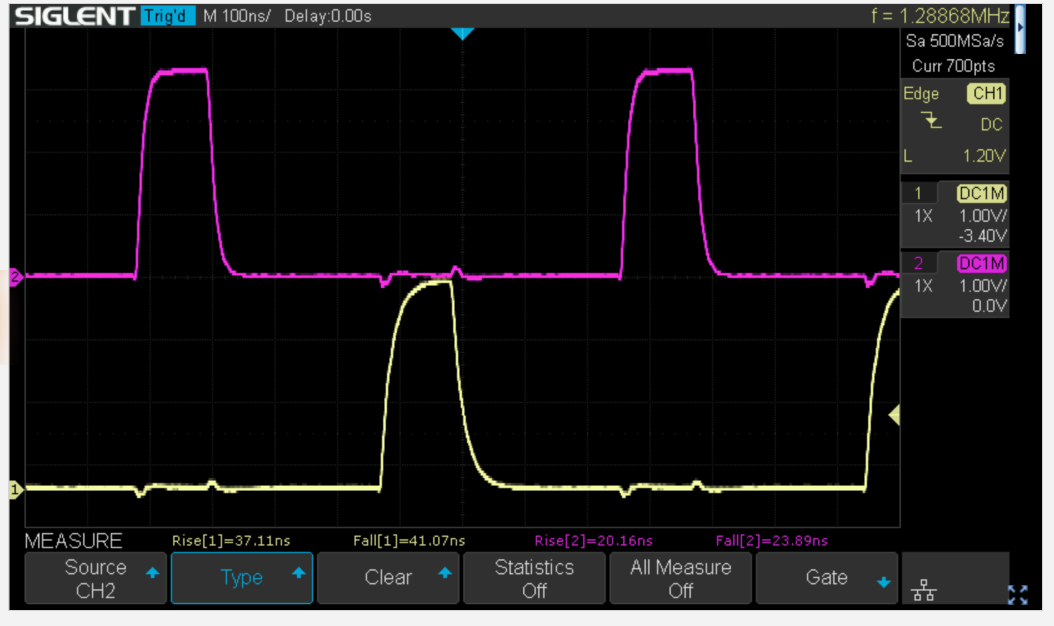 SIGLENT Trig'd M 100ns/ Delay:0.00s f = 1.28868MHz
Sa 500MSa/s
Curr 700pts
Edge CH1
DC
L 1.20V
1 DC1M
1X 1.00V/
-3.40V
2 DC1M
1X 1.00V/
0.0V
2
1
MEASURE Rise[1]=37.11ns Fall[1]=41.07ns Rise[2]=20.16ns Fall[2]=23.89ns
Source
CH2
Type
Clear
Statistics
Off
All Measure
Off
Gate